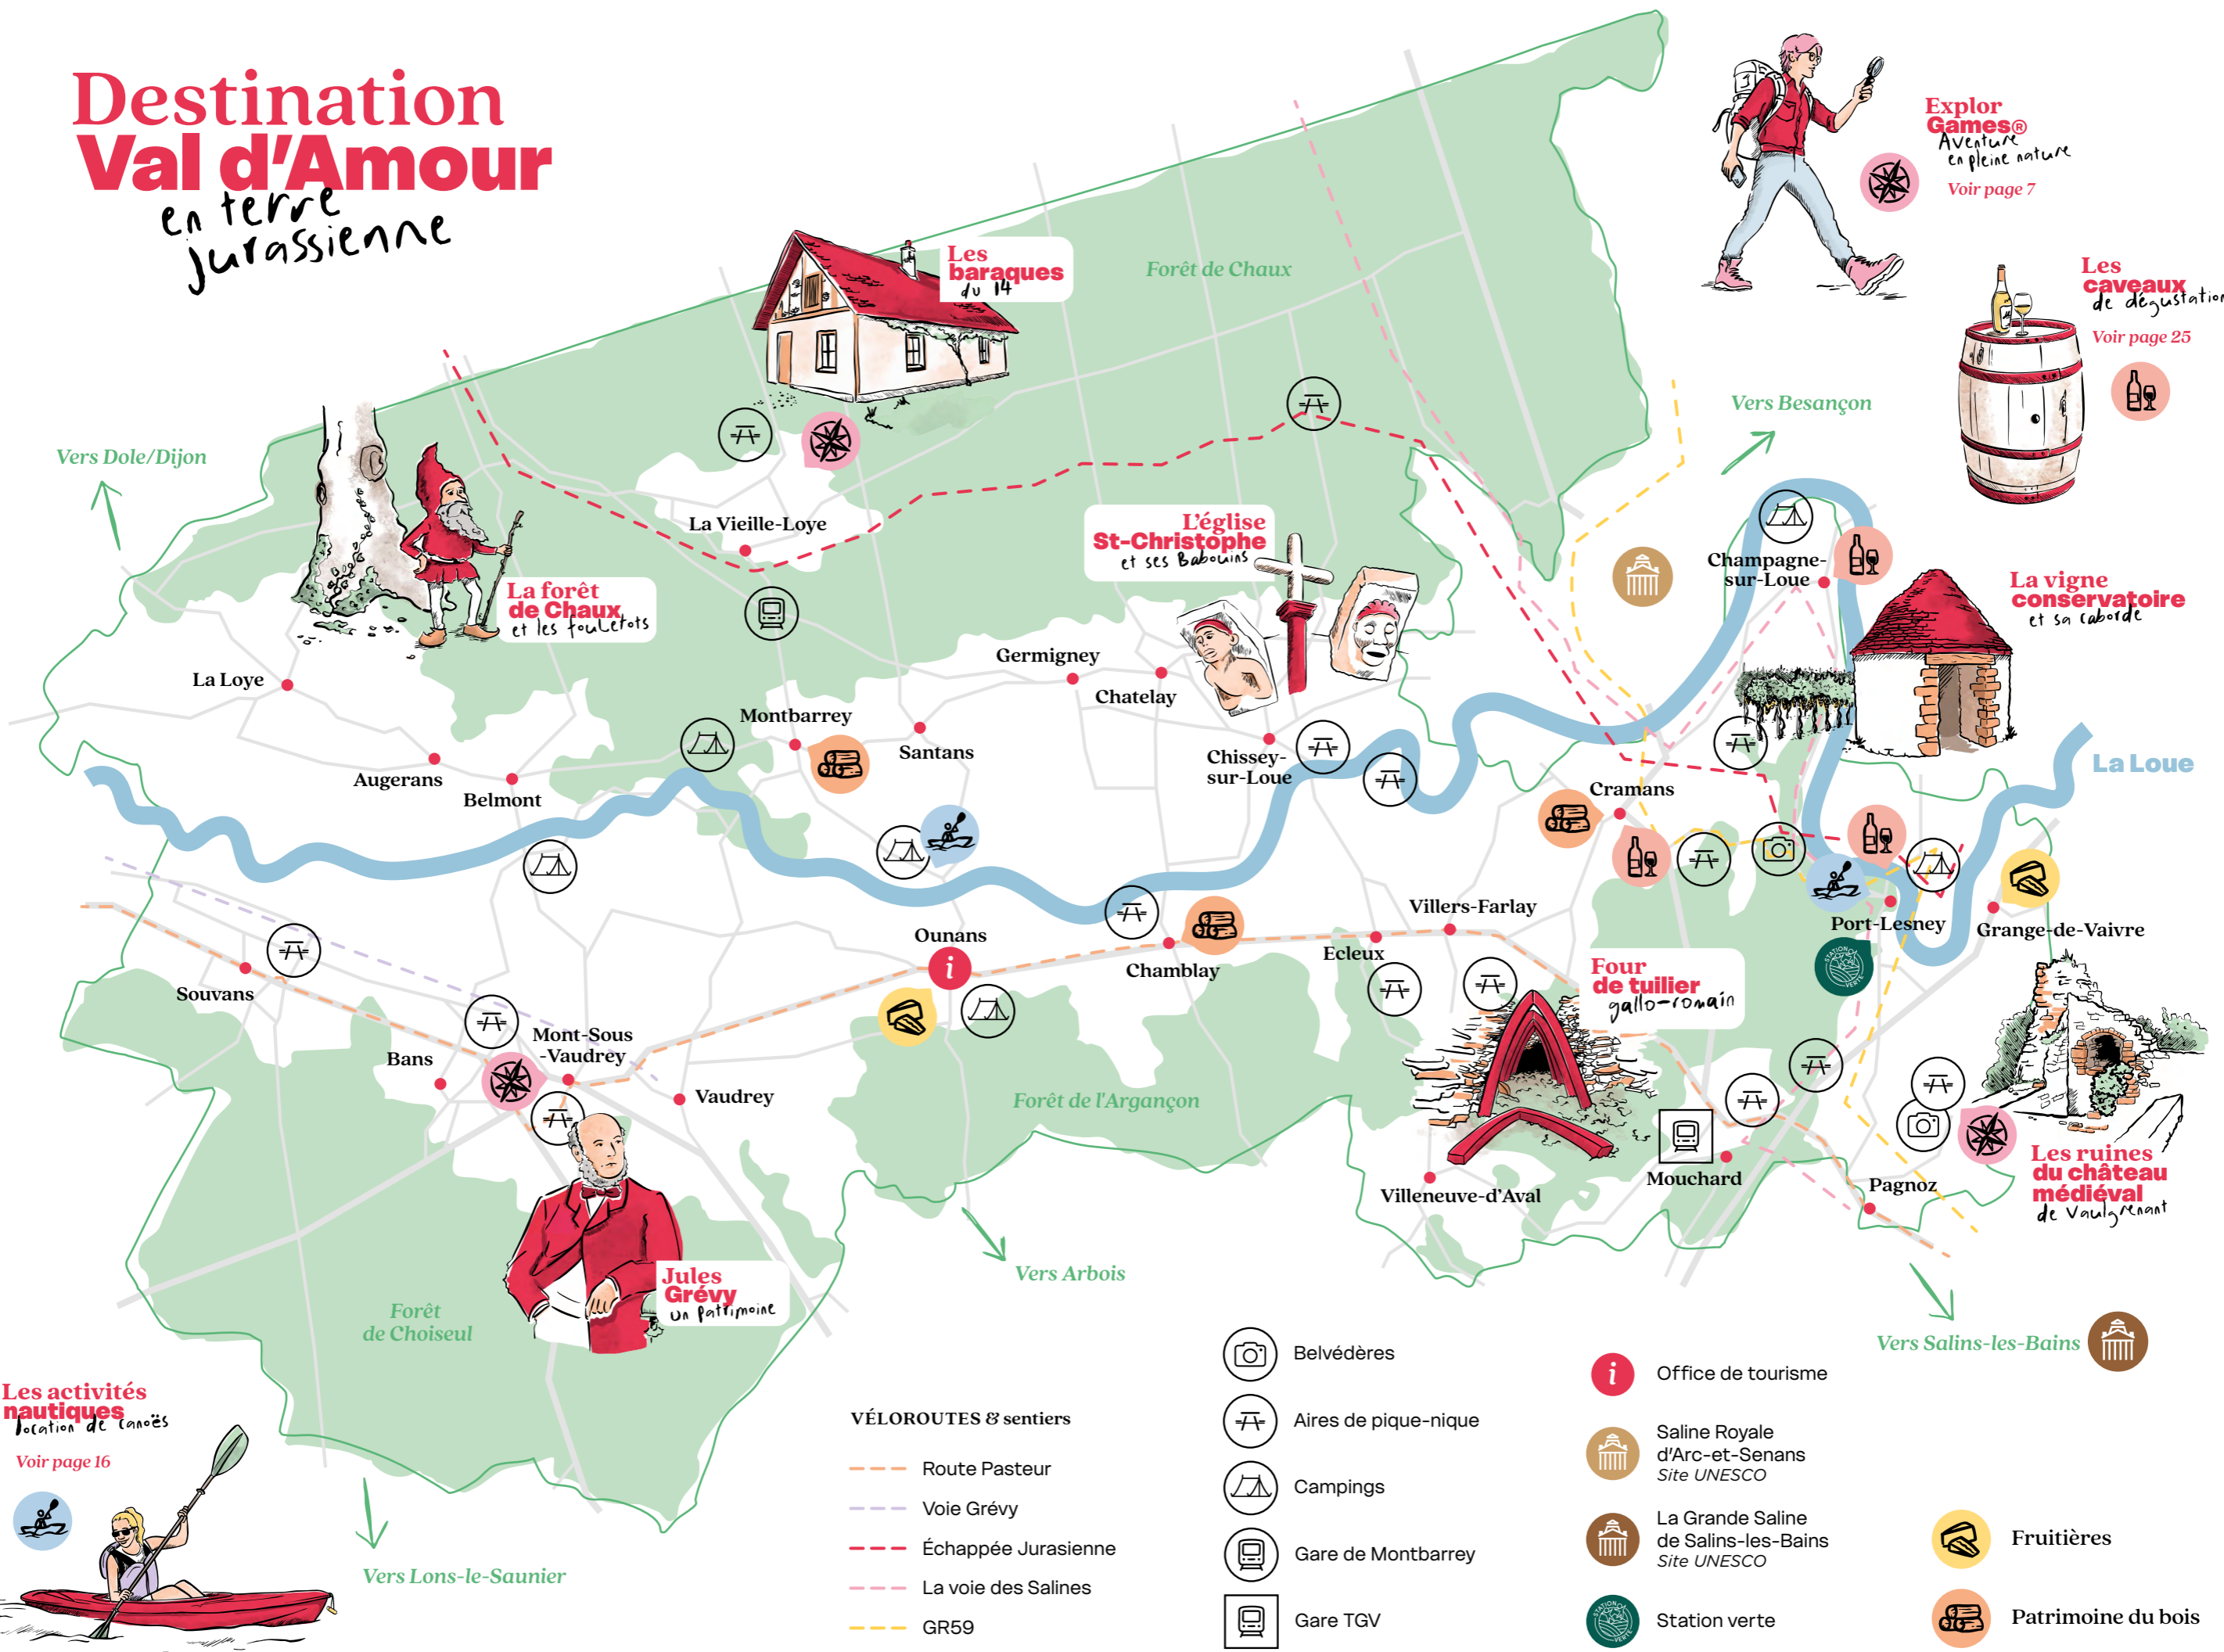 Destination
Val d'Amour
en terre
jurassienne
Explor
Games®
Aventure
en pleine nature
Voir page 7
Les
caveaux
de dégustation
Voir page 25
Les
baraques
du 14
Forêt de Chaux
Vers Besançon
Vers Dole/Dijon
La Vieille-Loye
L'église
St-Christophe
et ses Babouins
Champagne-
sur-Loue
La vigne
conservatoire
et sa caborde
La forêt
de Chaux
et les fouletots
La Loye
Germigney
Chatelay
Montbarrey
Santans
Augerans
Belmont
Chissey-
sur-Loue
La Loue
Cramans
Villers-Farlay
Port-Lesney
Grange-de-Vaivre
STATION
VERTE
Ounans
i
Chamblay
Ecleux
Souvans
Four
de tuilier
gallo-romain
Mont-Sous
-Vaudrey
Bans
Vaudrey
Forêt de l'Argançon
Mouchard
Villeneuve-d'Aval
Pagnoz
Les ruines
du château
médiéval
de Vaulgrenant
Jules
Grévy
un patrimoine
Vers Arbois
Forêt
de Choiseul
Vers Salins-les-Bains
Les activités
nautiques
location de canoës
Voir page 16
Vers Lons-le-Saunier
VÉLOROUTES & sentiers
Route Pasteur
Voie Grévy
Échappée Jurasienne
La voie des Salines
GR59
Belvédères
Aires de pique-nique
Campings
Gare de Montbarrey
Gare TGV
i
Office de tourisme
Saline Royale
d'Arc-et-Senans
Site UNESCO
La Grande Saline
de Salins-les-Bains
Site UNESCO
STATION
VERTE
Station verte
Fruitières
Patrimoine du bois